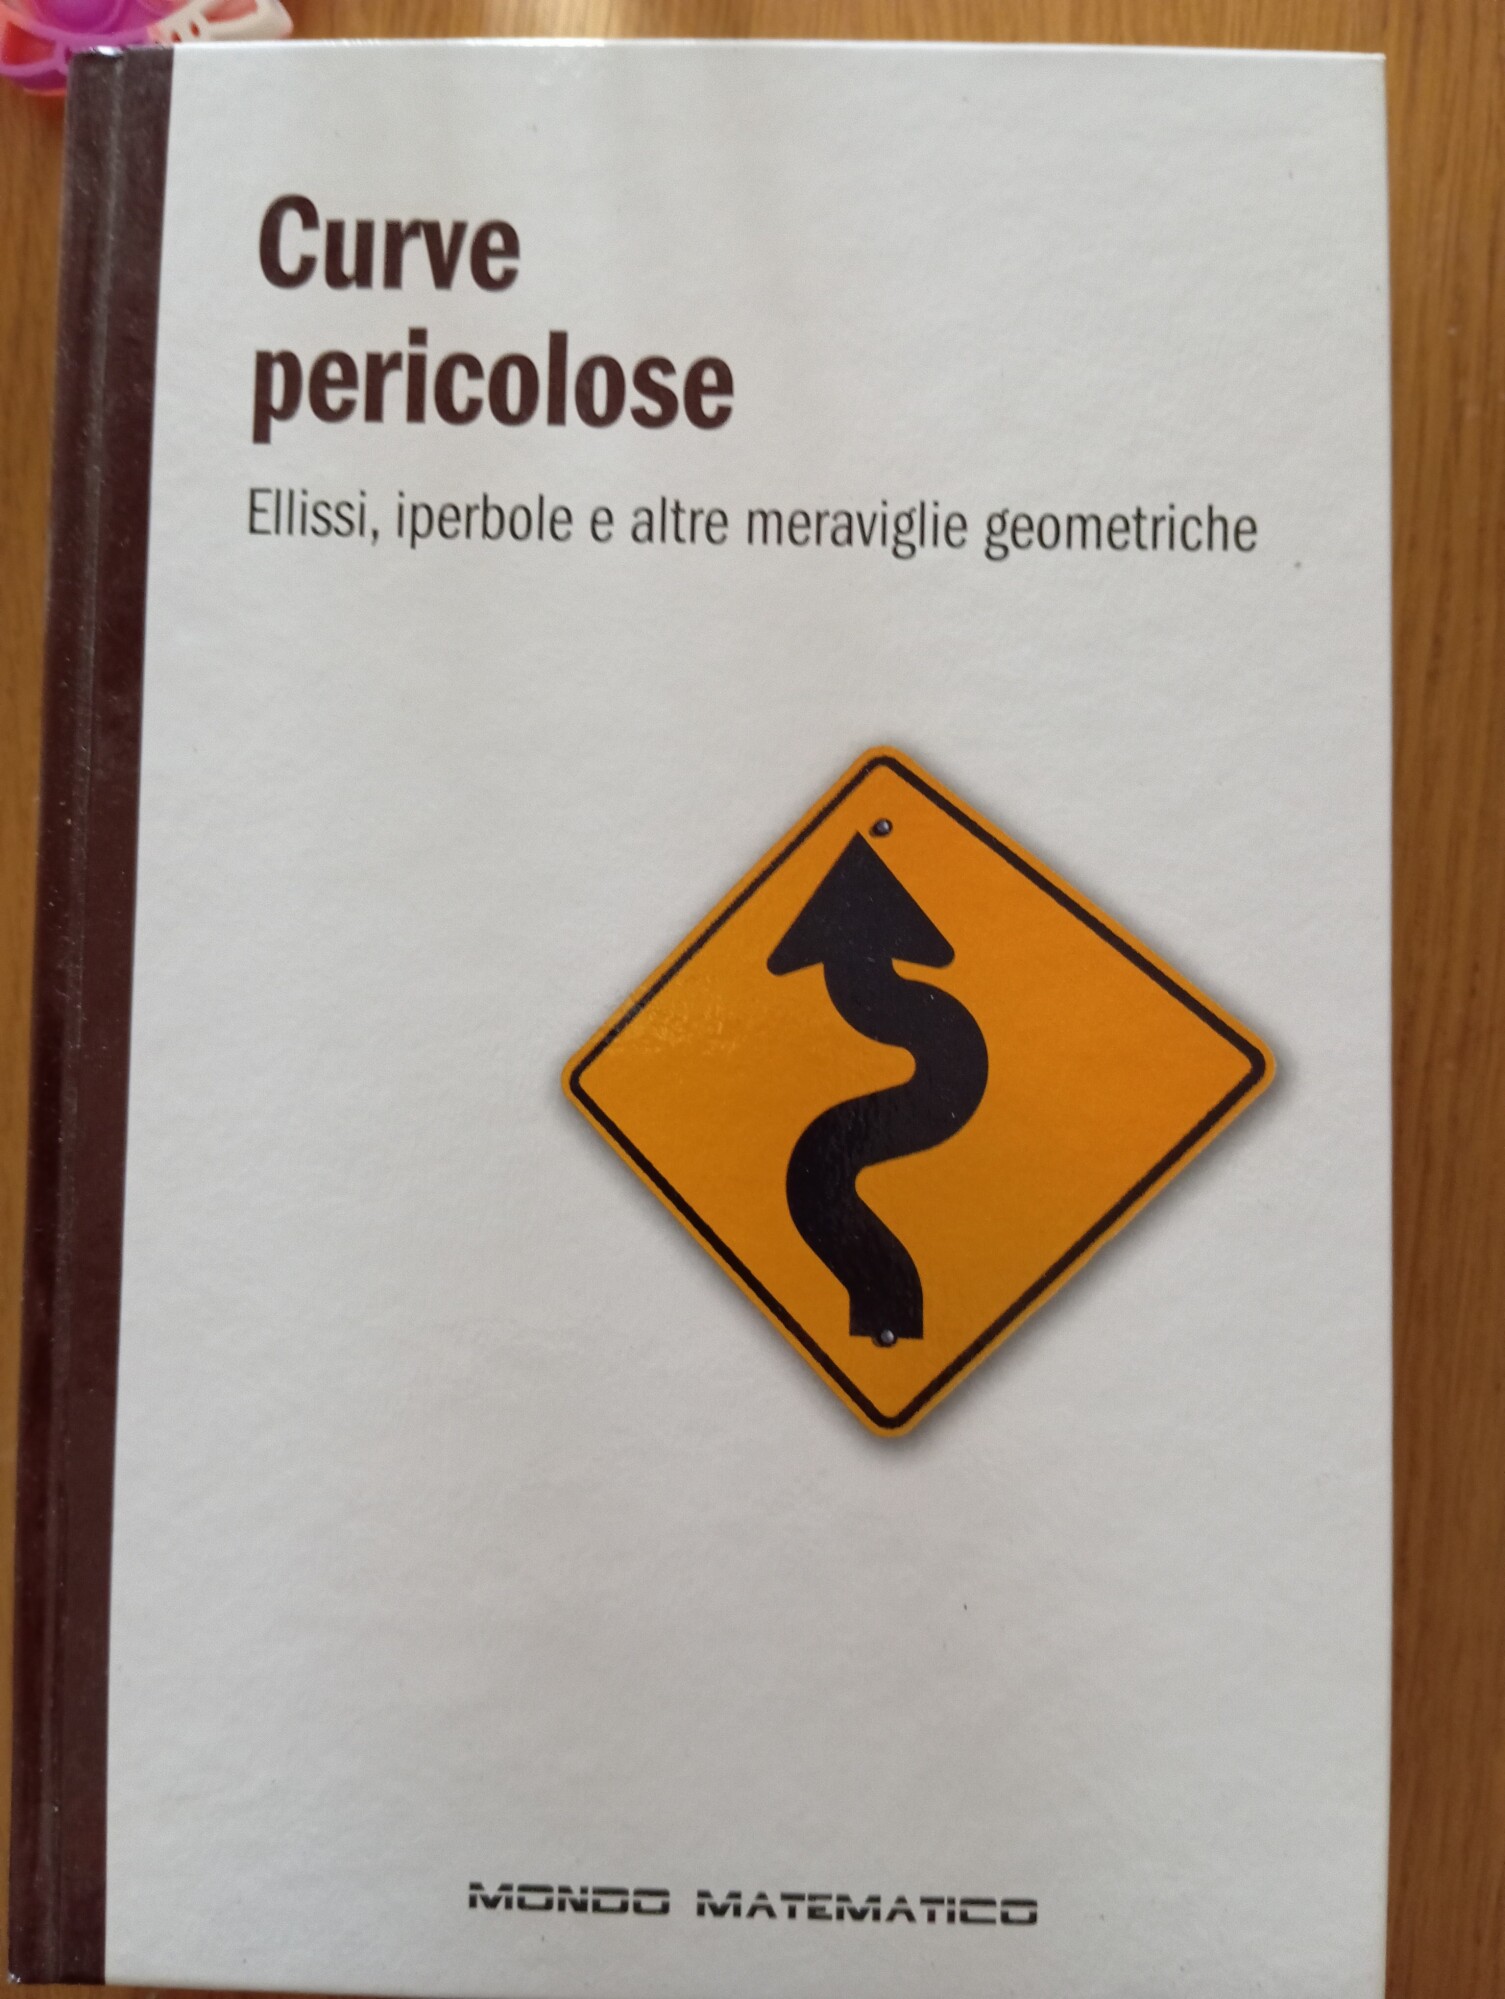 Curve
pericolose
Ellissi, iperbole e altre meraviglie geometriche
MONDO MATEMATICO